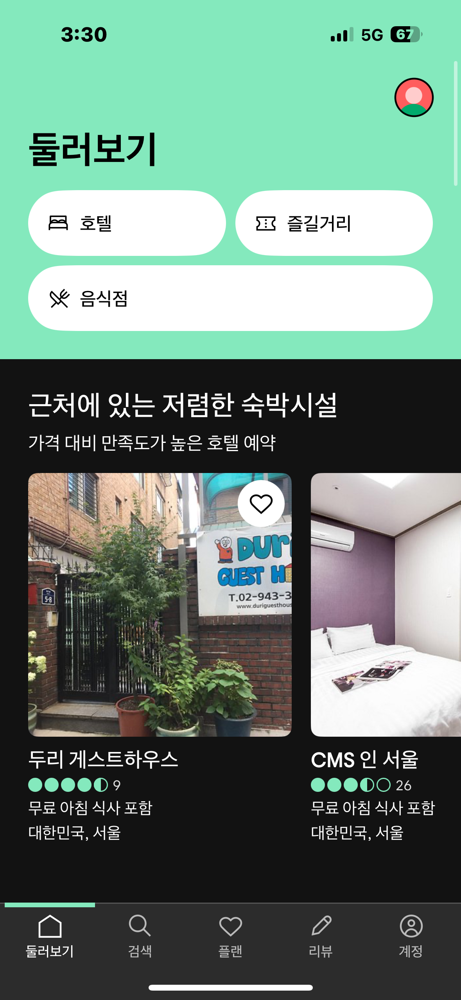 3:30
5G 67
둘러보기
호텔
즐길거리
음식점
근처에 있는 저렴한 숙박시설
가격 대비 만족도가 높은 호텔 예약
DURI
GUEST H
T.02-943-3
www.duriguesthous
5-8
두리 게스트하우스
9
무료 아침 식사 포함
대한민국, 서울
CMS 인 서울
26
무료 아침 식사 포함
대한민국, 서울
둘러보기
검색
플랜
리뷰
계정